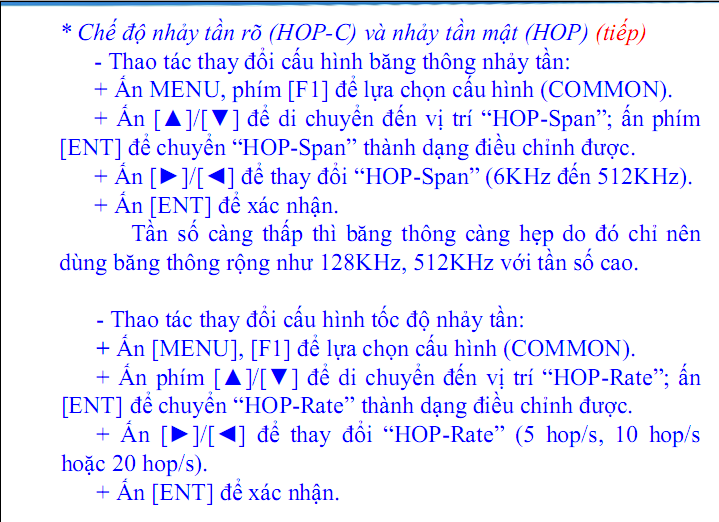 * Chế độ nhảy tần rõ (HOP-C) và nhảy tần mật (HOP) (tiếp)
- Thao tác thay đổi cấu hình băng thông nhảy tần:
+ Ấn MENU, phím [F1] để lựa chọn cấu hình (COMMON).
+ Ấn [▲]/[▼] để di chuyển đến vị trí “HOP-Span”; ấn phím
[ENT] để chuyển “HOP-Span” thành dạng điều chỉnh được.
+ Ấn [►]/[◄] để thay đổi “HOP-Span” (6KHz đến 512KHz).
+ Ấn [ENT] để xác nhận.
Tần số càng thấp thì băng thông càng hẹp do đó chỉ nên
dùng băng thông rộng như 128KHz, 512KHz với tần số cao.
- Thao tác thay đổi cấu hình tốc độ nhảy tần:
+ Ấn [MENU], [F1] để lựa chọn cấu hình (COMMON).
+ Ấn phím [▲]/[▼] để di chuyển đến vị trí “HOP-Rate”; ấn
[ENT] để chuyển “HOP-Rate” thành dạng điều chỉnh được.
+ Ấn [►]/[◄] để thay đổi “HOP-Rate” (5 hop/s, 10 hop/s
hoặc 20 hop/s).
+ Ấn [ENT] để xác nhận.